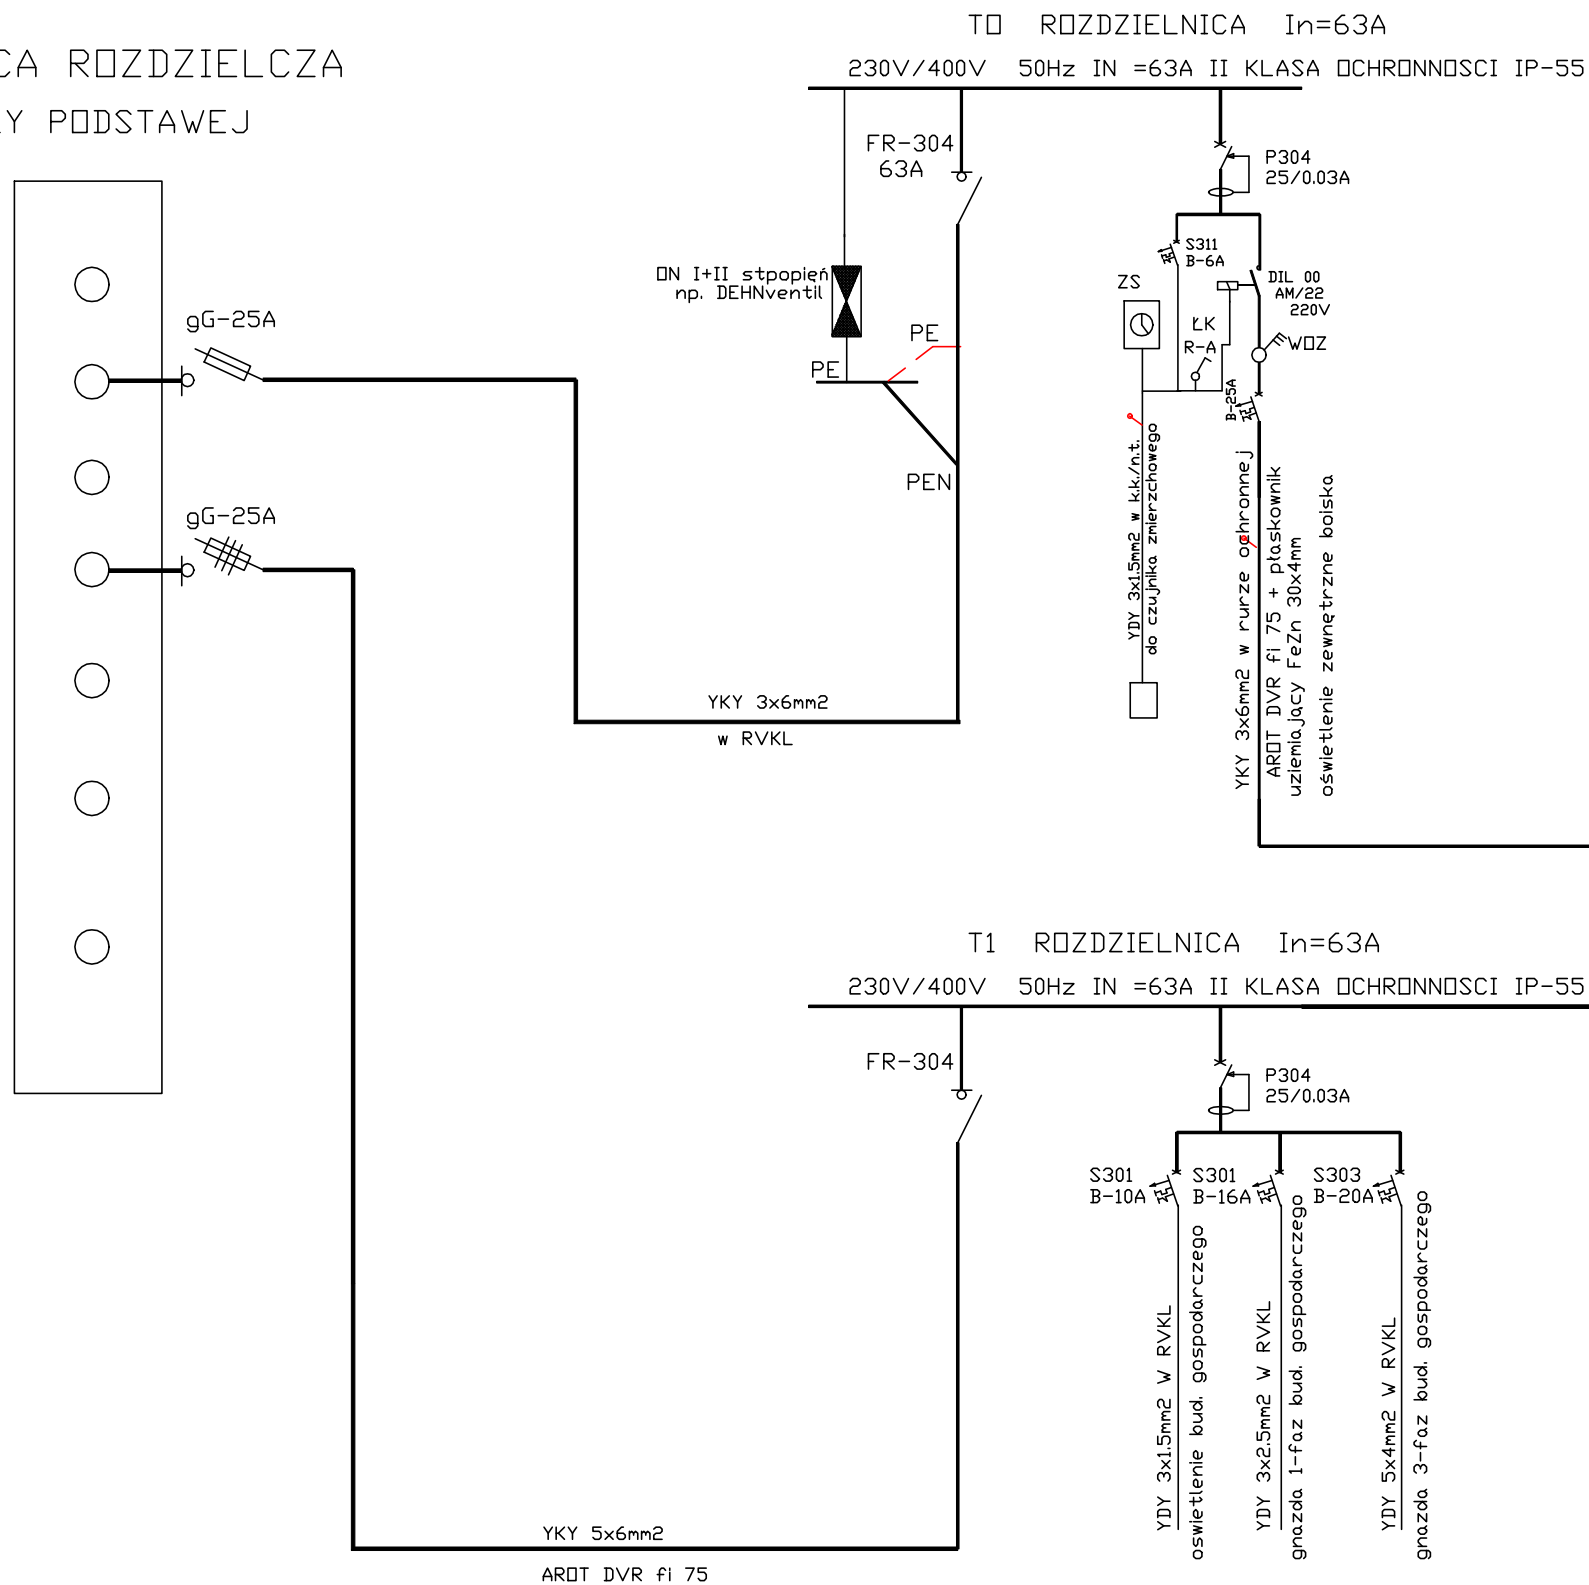 CA ROZDZIELCZA
Y PODSTAWEJ
gG-25A
gG-25A
TO ROZDZIELNICA In=63A
230V/400V 50Hz IN =63A II KLASA OCHRONNOSCI IP-55
FR-304
63A
P304
25/0.03A
ON I+II stpopień
np. DEHNventil
S311
B-6A
DIL 00
AM/22
220V
ZS
ŁK
R-A
WOZ
PE
PE
B-25A
PEN
YDY 3x1.5mm2 w k.k./n.t.
do czujnika zmierzchowego
YKY 3x6mm2 w rurze ochronnej
AROT DVR fi 75 + płaskownik
uziemiający FeZn 30x4mm
oświetlenie zewnętrzne boiska
YKY 3x6mm2
w RVKL
T1 ROZDZIELNICA In=63A
230V/400V 50Hz IN =63A II KLASA OCHRONNOSCI IP-55
FR-304
P304
25/0.03A
S301
B-10A
S301
B-16A
S303
B-20A
YDY 3x1.5mm2 W RVKL
oswietlenie bud. gospodarczego
YDY 3x2.5mm2 W RVKL
gnazda 1-faz bud. gospodarczego
YDY 5x4mm2 W RVKL
gnazda 3-faz bud. gospodarczego
YKY 5x6mm2
AROT DVR fi 75